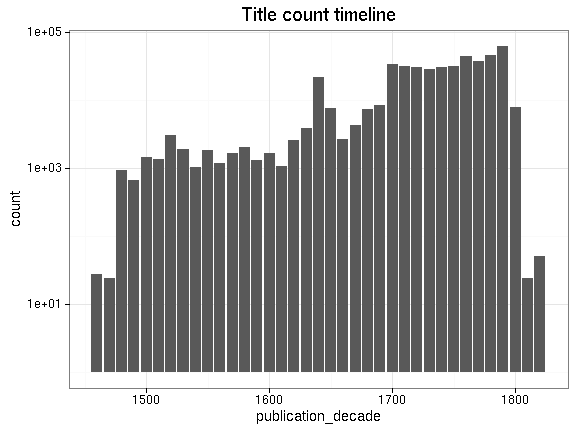 Title count timeline
1e+05
1e+03
1e+01
count
1500 1600 1700 1800
publication_decade